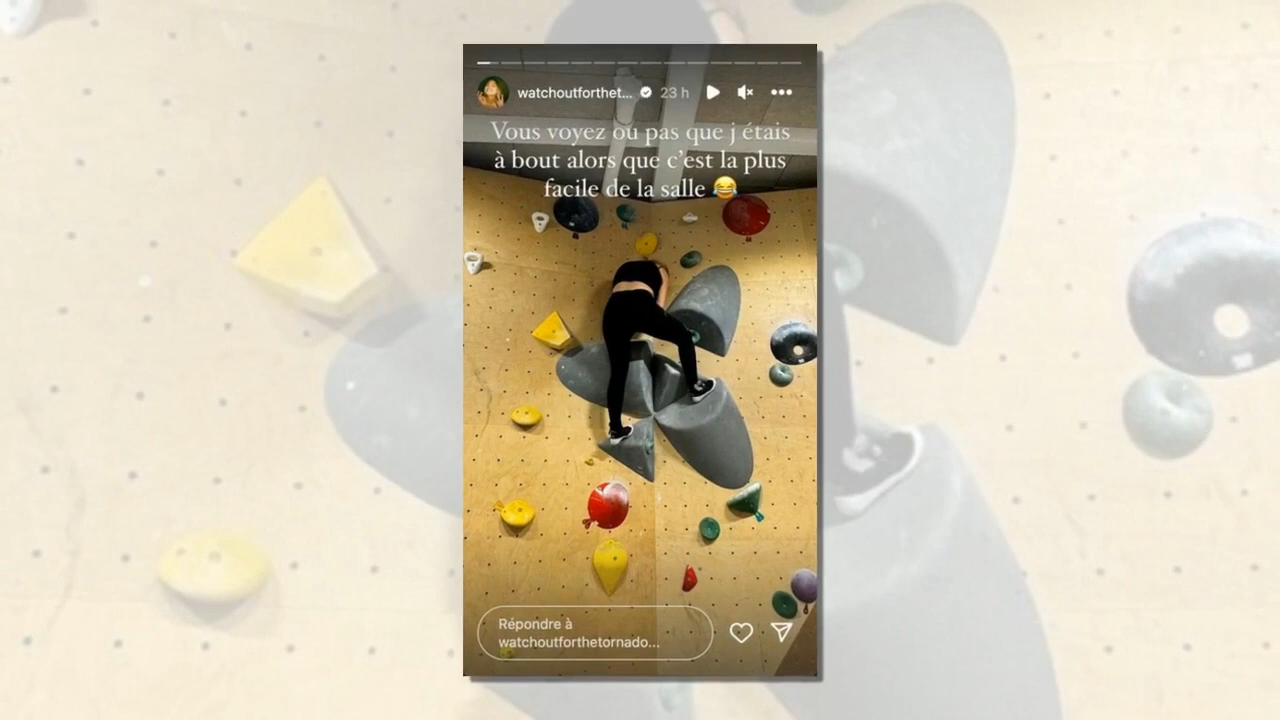 watchoutforthet... 23 h
Vous voyez ou pas que j étais
à bout alors que c’est la plus
facile de la salle 😂
Répondre à
watchoutforthetornado...